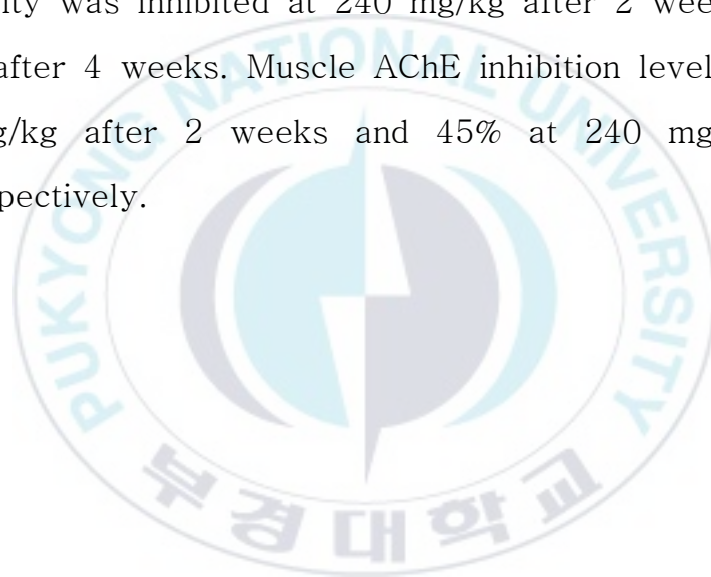 ity was inhibited at 240 mg/kg after 2 wee
after 4 weeks. Muscle AChE inhibition level
g/kg after 2 weeks and 45% at 240 mg
pectively.
PUKYONG NATIONAL UNIVERSITY
부경대학교